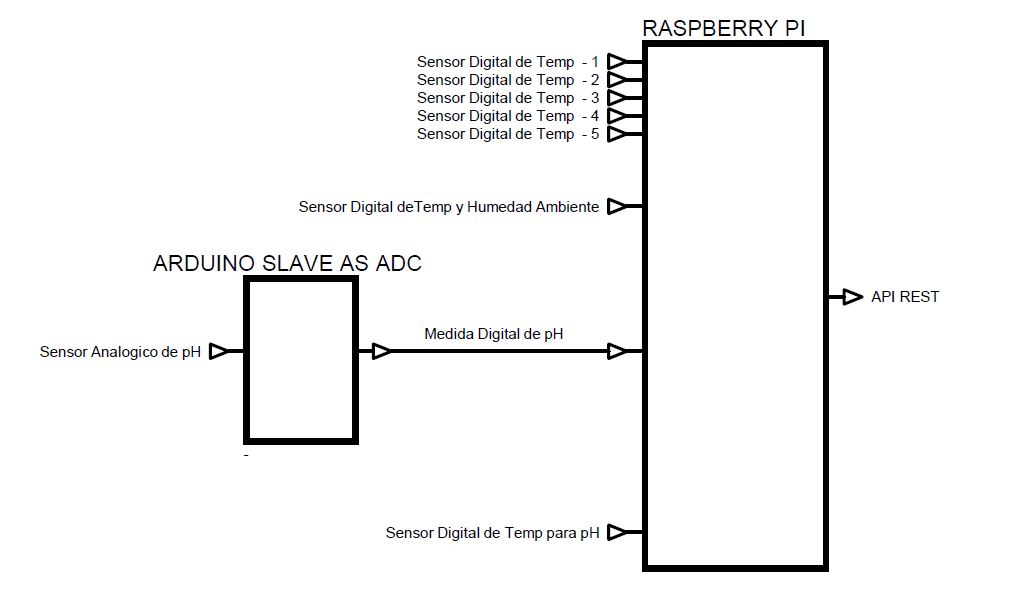 RASPBERRY PI
Sensor Digital de Temp - 1
Sensor Digital de Temp - 2
Sensor Digital de Temp - 3
Sensor Digital de Temp - 4
Sensor Digital de Temp - 5
Sensor Digital deTemp y Humedad Ambiente
ARDUINO SLAVE AS ADC
API REST
Medida Digital de pH
Sensor Analogico de pH
-
Sensor Digital de Temp para pH